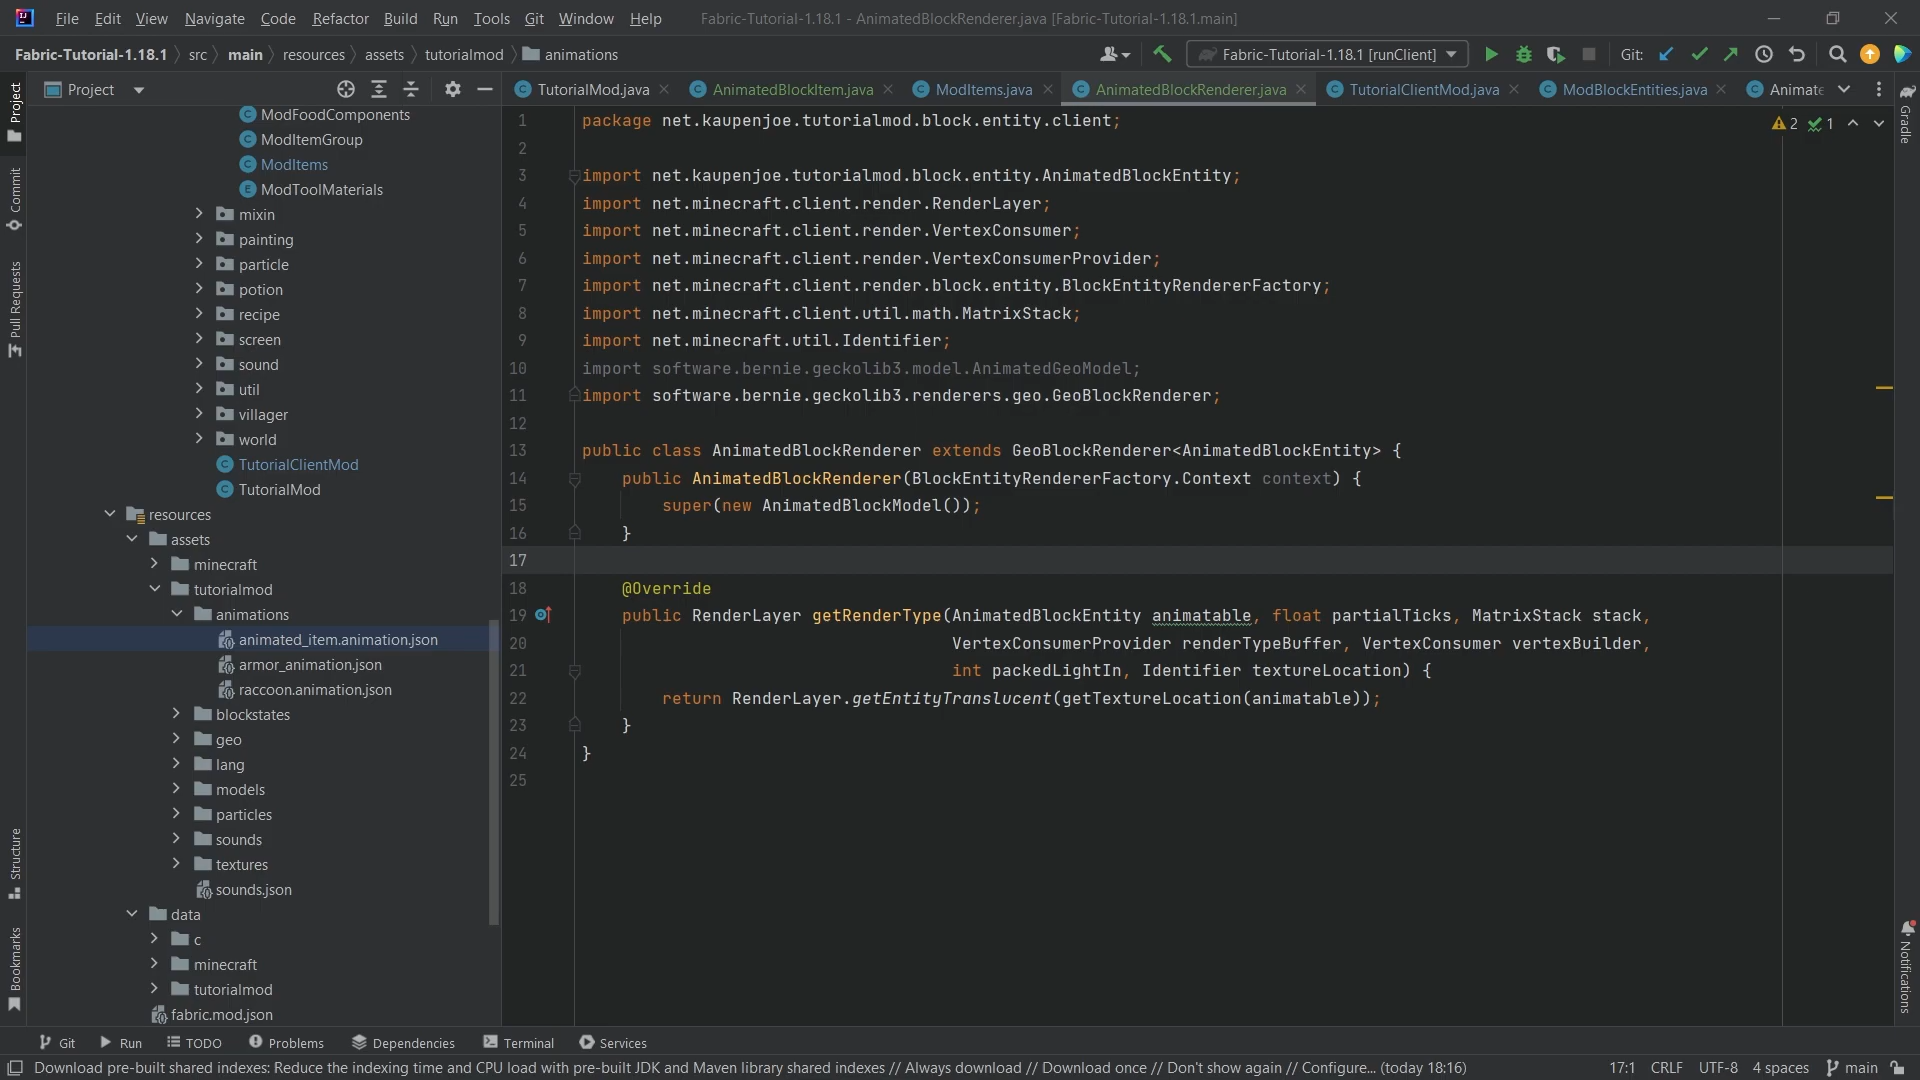 File Edit View Navigate Code Refactor Build Run Tools Git Window Help Fabric-Tutorial-1.18.1 - AnimatedBlockRenderer.java [Fabric-Tutorial-1.18.1.main]
Fabric-Tutorial-1.18.1 src main resources assets tutorialmod animations Fabric-Tutorial-1.18.1 [runClient] Git:
Project
TutorialMod.java AnimatedBlockItem.java ModItems.java AnimatedBlockRenderer.java TutorialClientMod.java ModBlockEntities.java Animate
Project
Commit
Pull Requests
Structure
Bookmarks
ModFoodComponents
ModItemGroup
ModItems
ModToolMaterials
mixin
painting
particle
potion
recipe
screen
sound
util
villager
world
TutorialClientMod
TutorialMod
resources
assets
minecraft
tutorialmod
animations
animated_item.animation.json
armor_animation.json
raccoon.animation.json
blockstates
geo
lang
models
particles
sounds
textures
sounds.json
data
c
minecraft
tutorialmod
fabric.mod.json
1 package net.kaupenjoe.tutorialmod.block.entity.client;
2
3 import net.kaupenjoe.tutorialmod.block.entity.AnimatedBlockEntity;
4 import net.minecraft.client.render.RenderLayer;
5 import net.minecraft.client.render.VertexConsumer;
6 import net.minecraft.client.render.VertexConsumerProvider;
7 import net.minecraft.client.render.block.entity.BlockEntityRendererFactory;
8 import net.minecraft.client.util.math.MatrixStack;
9 import net.minecraft.util.Identifier;
10 import software.bernie.geckolib3.model.AnimatedGeoModel;
11 import software.bernie.geckolib3.renderers.geo.GeoBlockRenderer;
12
13 public class AnimatedBlockRenderer extends GeoBlockRenderer<AnimatedBlockEntity> {
14 public AnimatedBlockRenderer(BlockEntityRendererFactory.Context context) {
15 super(new AnimatedBlockModel());
16 }
17
18 @Override
19 public RenderLayer getRenderType(AnimatedBlockEntity animatable, float partialTicks, MatrixStack stack,
20 VertexConsumerProvider renderTypeBuffer, VertexConsumer vertexBuilder,
21 int packedLightIn, Identifier textureLocation) {
22 return RenderLayer.getEntityTranslucent(getTextureLocation(animatable));
23 }
24 }
25
2 1
Gradle
Notifications
Git Run TODO Problems Dependencies Terminal Services
Download pre-built shared indexes: Reduce the indexing time and CPU load with pre-built JDK and Maven library shared indexes // Always download // Download once // Don't show again // Configure... (today 18:16) 17:1 CRLF UTF-8 4 spaces main